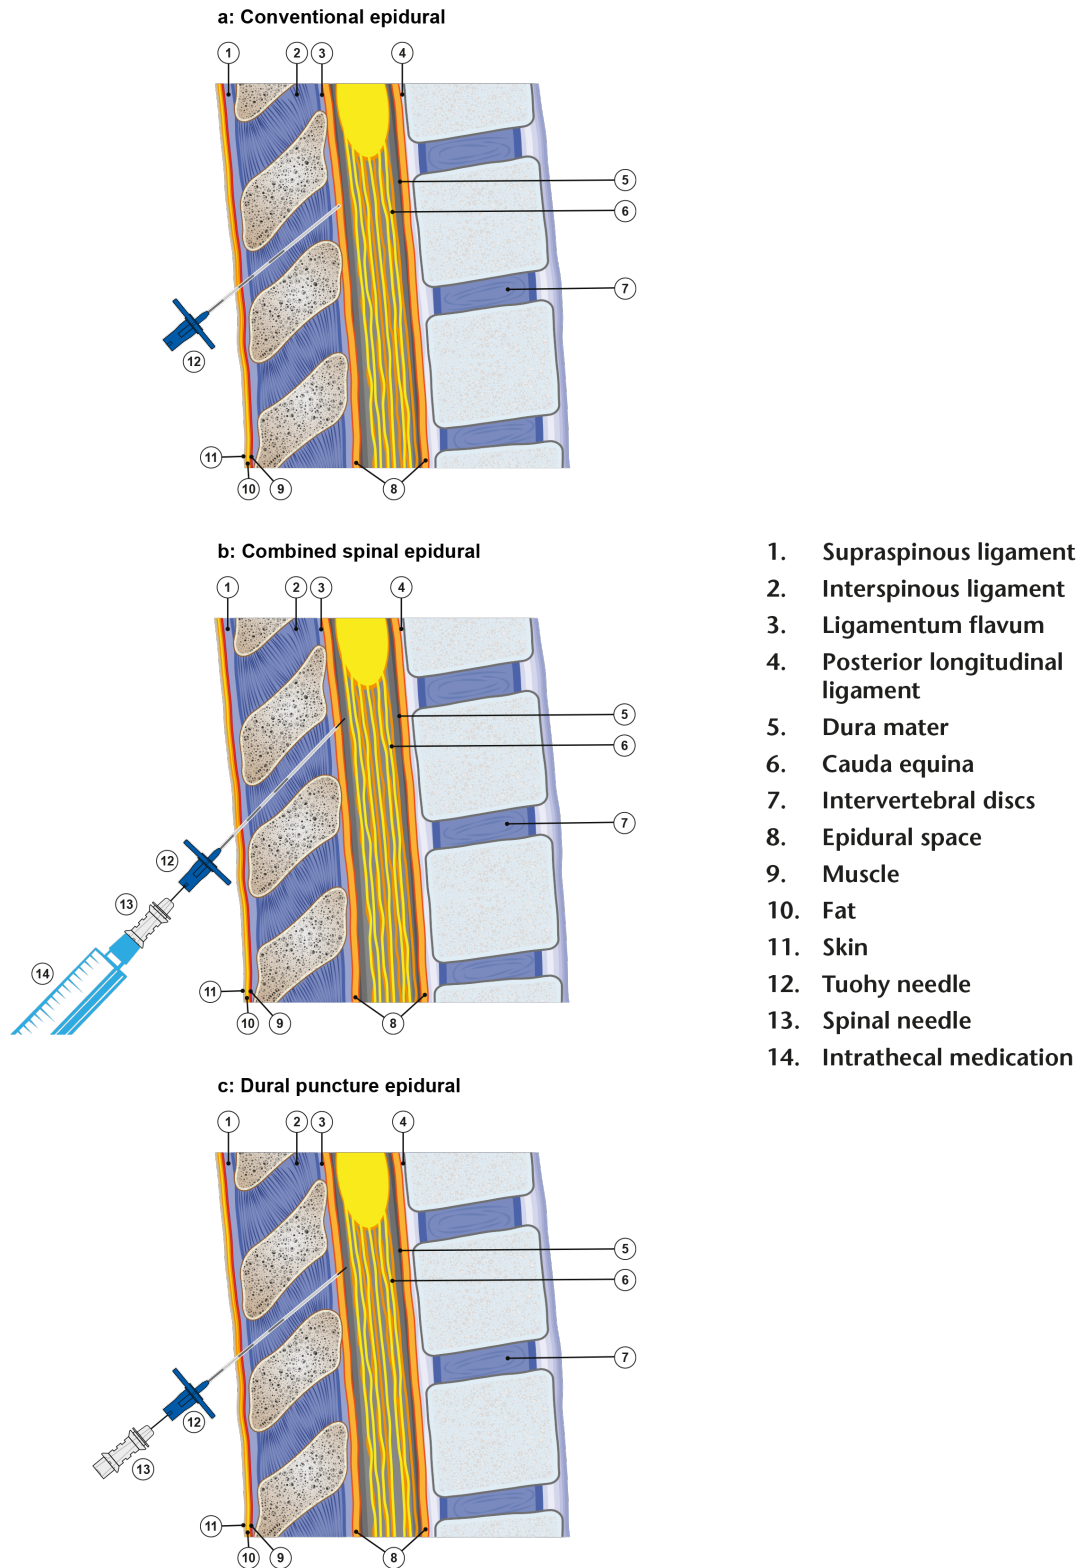 a: Conventional epidural
1 2 3 4
5
6
7
12
11
10 9 8
b: Combined spinal epidural
1 2 3 4
5
6
7
12
13
14
11
10 9 8
c: Dural puncture epidural
1 2 3 4
5
6
7
12
13
11
10 9 8
1. Supraspinous ligament
2. Interspinous ligament
3. Ligamentum flavum
4. Posterior longitudinal
ligament
5. Dura mater
6. Cauda equina
7. Intervertebral discs
8. Epidural space
9. Muscle
10. Fat
11. Skin
12. Tuohy needle
13. Spinal needle
14. Intrathecal medication